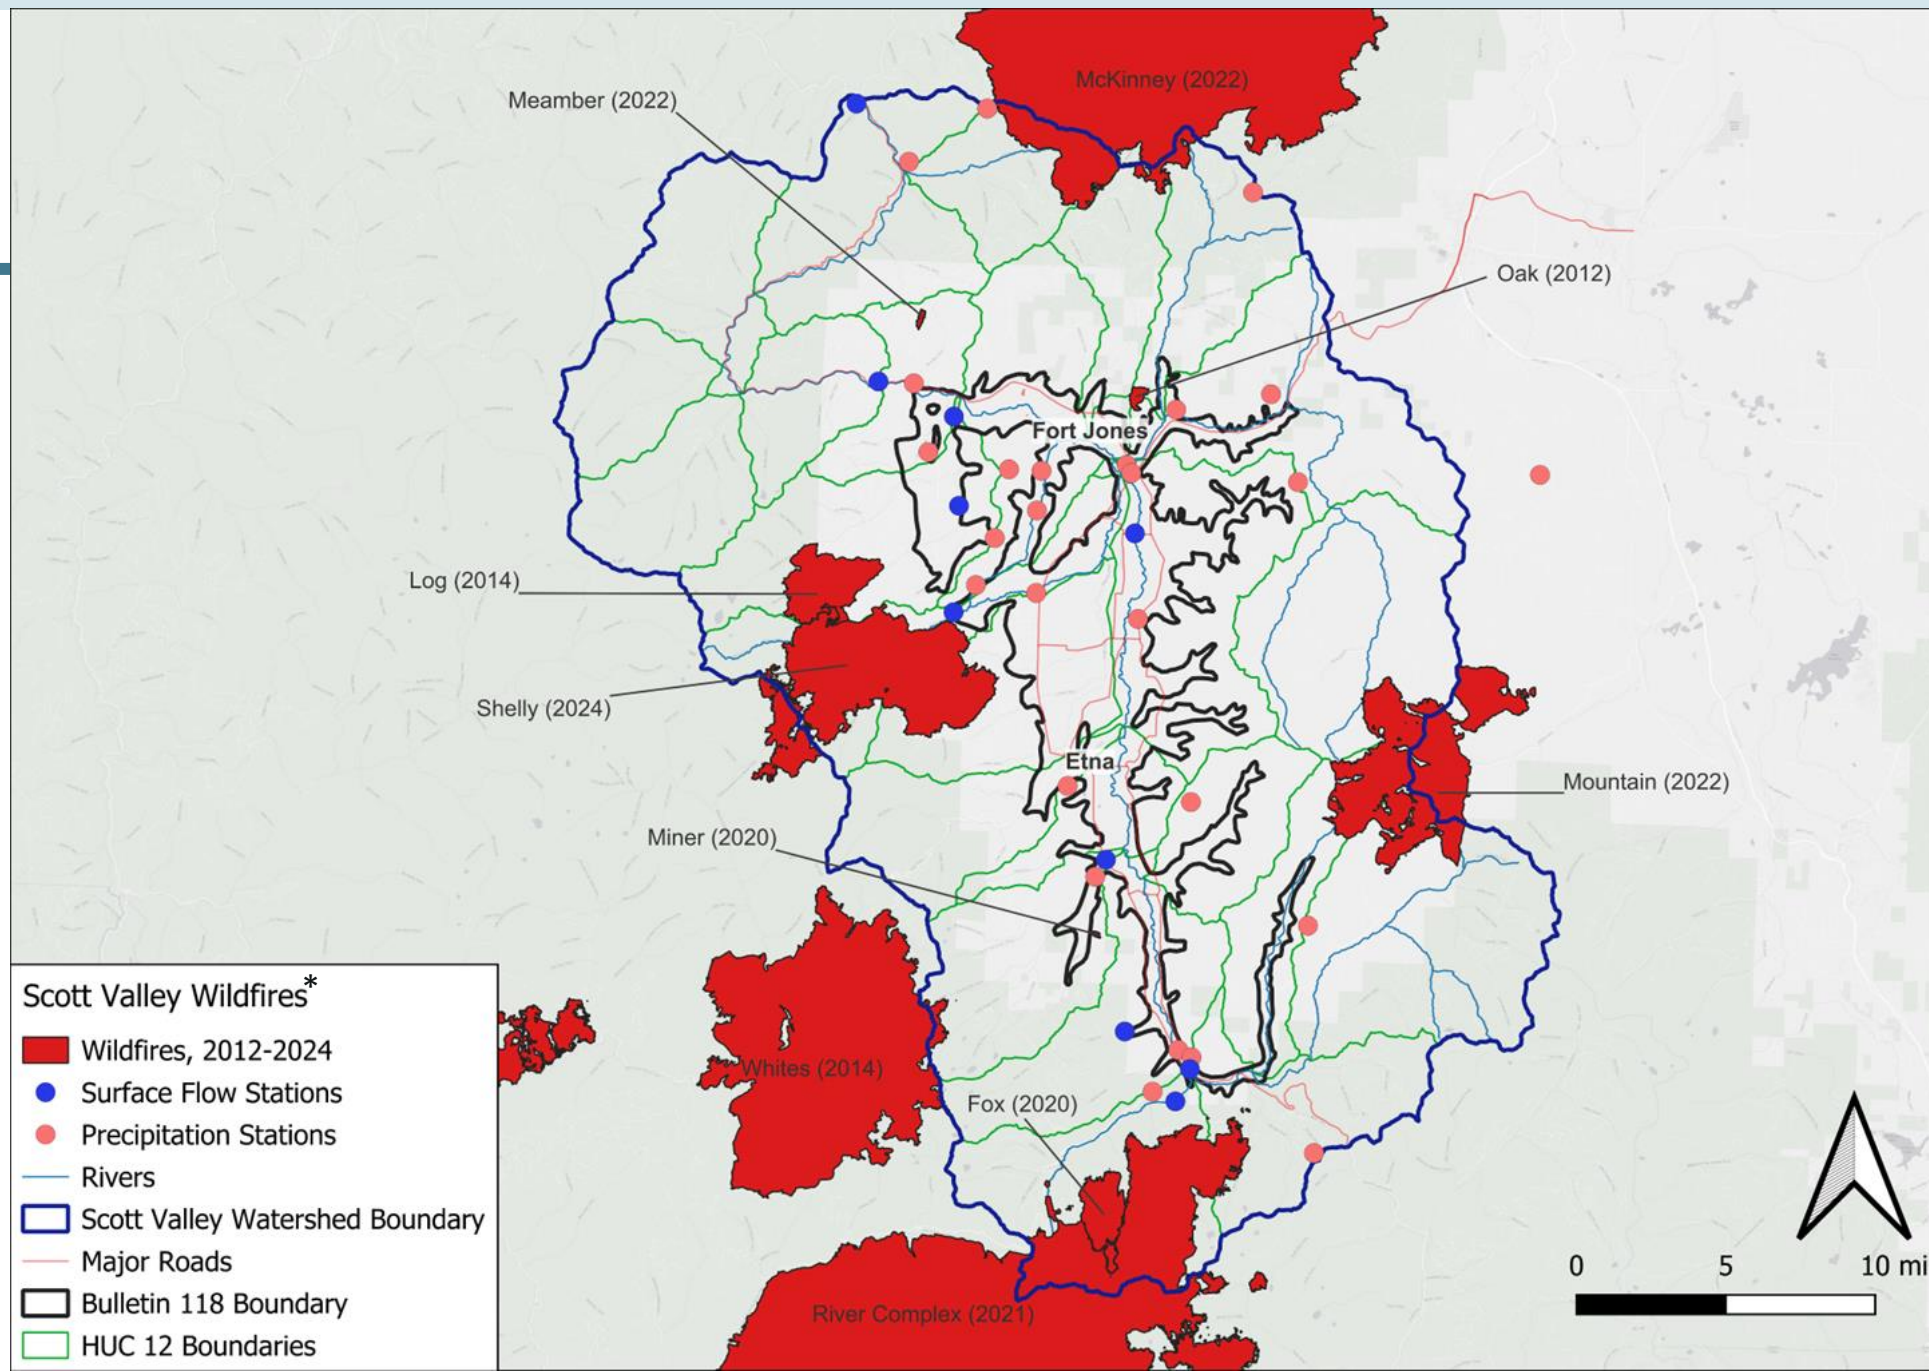 McKinney (2022)
Meamber (2022)
Oak (2012)
Fort Jones
Log (2014)
Shelly (2024)
Etna
Mountain (2022)
Miner (2020)
Whites (2014)
Fox (2020)
River Complex (2021)
Scott Valley Wildfires*
Wildfires, 2012-2024
Surface Flow Stations
Precipitation Stations
Rivers
Scott Valley Watershed Boundary
Major Roads
Bulletin 118 Boundary
HUC 12 Boundaries
0 5 10 mi